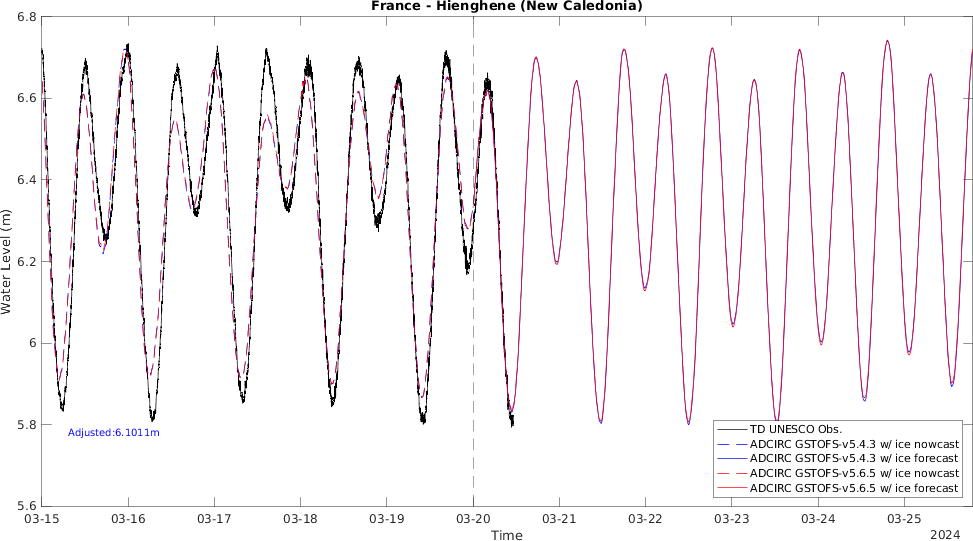 France - Hienghene (New Caledonia)
6.8
6.6
6.4
6.2
6
5.8
5.6
Water Level (m)
Adjusted:6.1011m
TD UNESCO Obs.
ADCIRC GSTOFS-v5.4.3 w/ ice nowcast
ADCIRC GSTOFS-v5.4.3 w/ ice forecast
ADCIRC GSTOFS-v5.6.5 w/ ice nowcast
ADCIRC GSTOFS-v5.6.5 w/ ice forecast
03-15 03-16 03-17 03-18 03-19 03-20 03-21 03-22 03-23 03-24 03-25
Time
2024